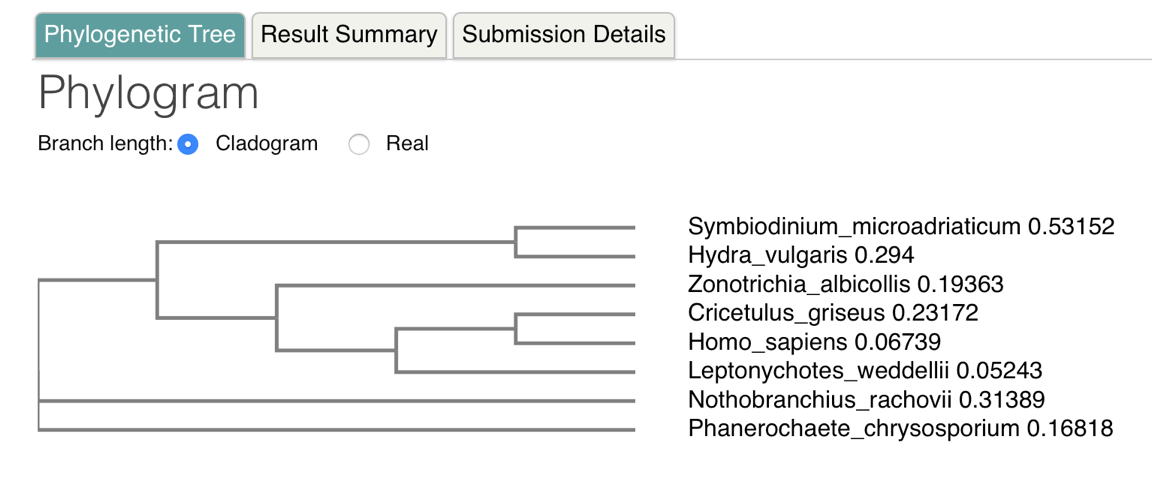 Phylogenetic Tree Result Summary Submission Details
Phylogram
Branch length: Cladogram Real
Symbiodinium_microadriaticum 0.53152
Hydra_vulgaris 0.294
Zonotrichia_albicollis 0.19363
Cricetulus_griseus 0.23172
Homo_sapiens 0.06739
Leptonychotes_weddellii 0.05243
Nothobranchius_rachovii 0.31389
Phanerochaete_chrysosporium 0.16818